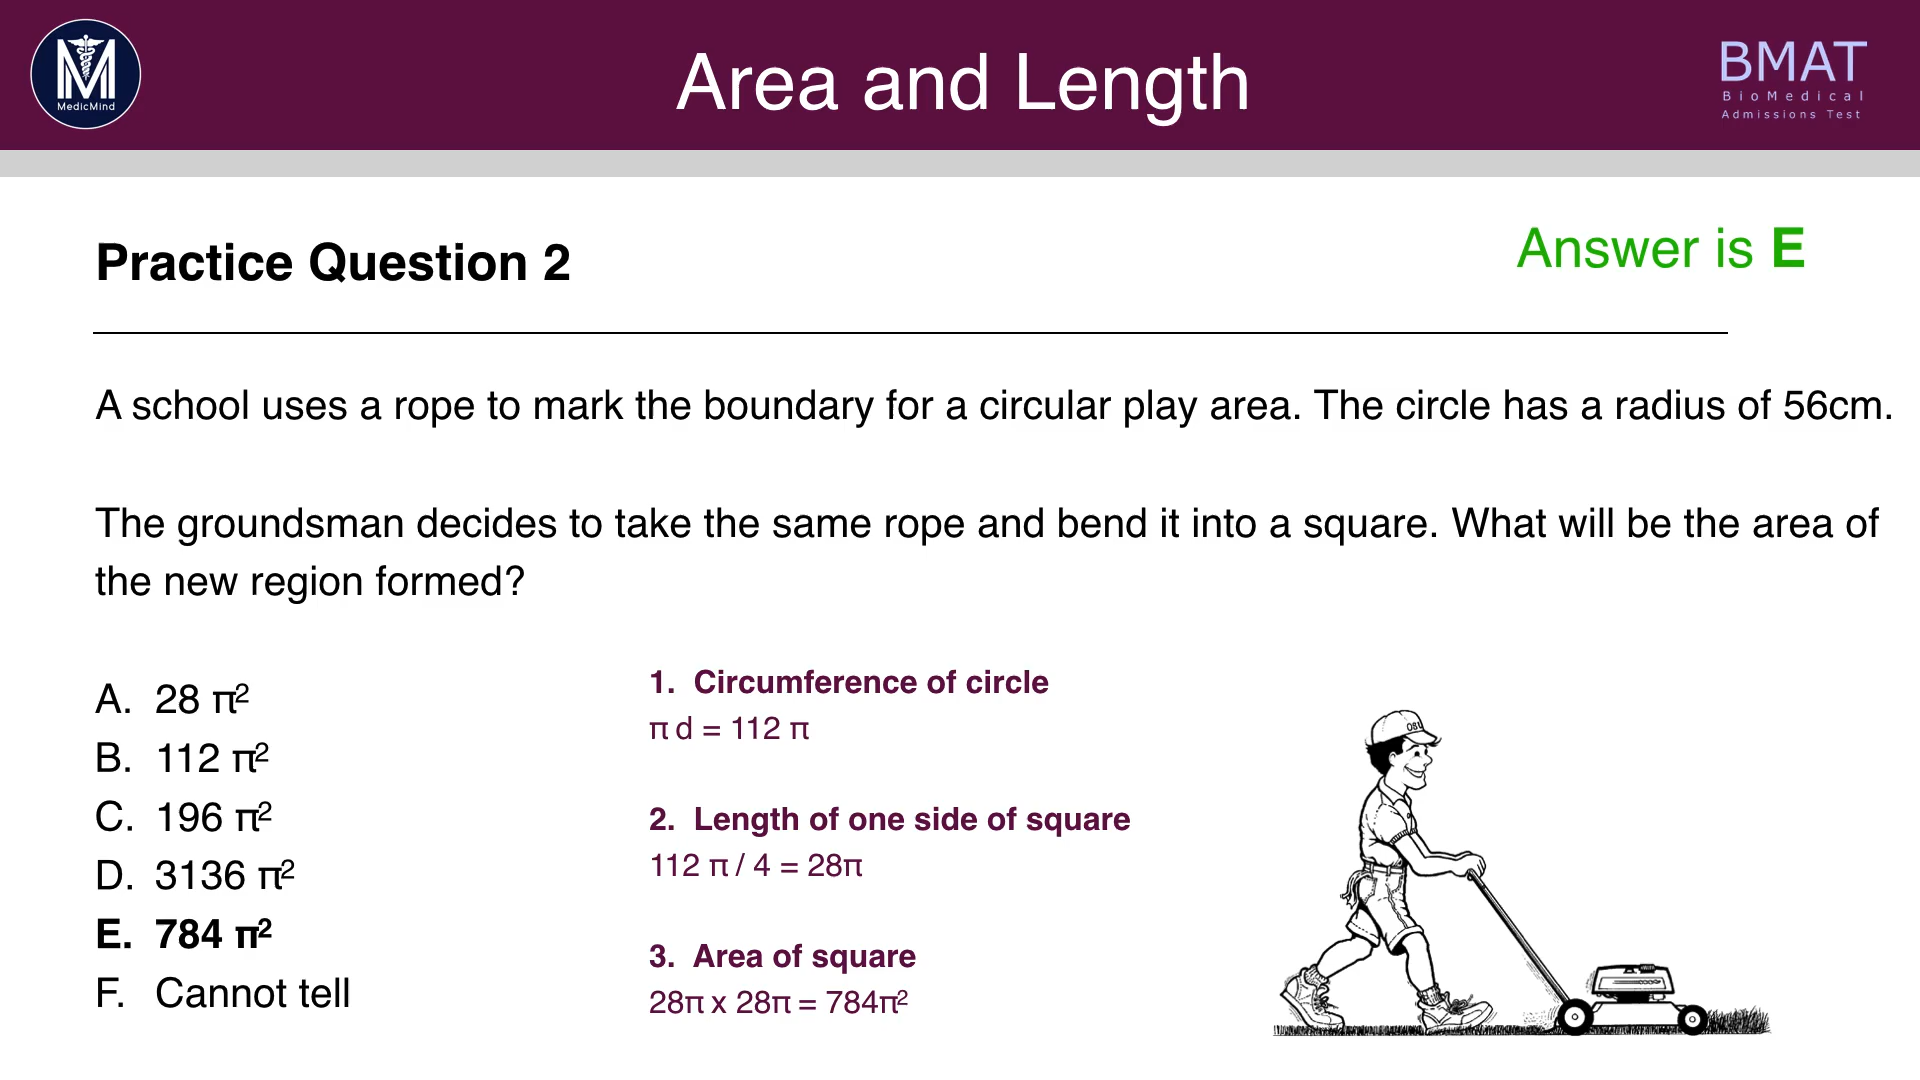 MedicMind
Area and Length
BMAT
BioMedical
Admissions Test
Practice Question 2
Answer is E
A school uses a rope to mark the boundary for a circular play area. The circle has a radius of 56cm.
The groundsman decides to take the same rope and bend it into a square. What will be the area of
the new region formed?
A. 28 π²
B. 112 π²
C. 196 π²
D. 3136 π²
E. 784 π²
F. Cannot tell
1. Circumference of circle
π d = 112 π
2. Length of one side of square
112 π / 4 = 28π
3. Area of square
28π x 28π = 784π²